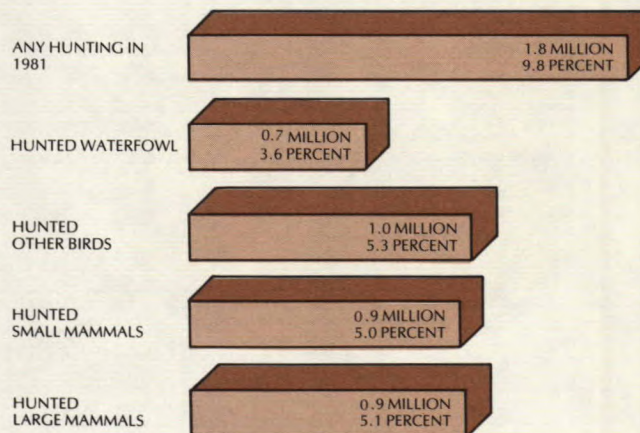 ANY HUNTING IN
1981
1.8 MILLION
9.8 PERCENT
HUNTED WATERFOWL
0.7 MILLION
3.6 PERCENT
HUNTED
OTHER BIRDS
1.0 MILLION
5.3 PERCENT
HUNTED
SMALL MAMMALS
0.9 MILLION
5.0 PERCENT
HUNTED
LARGE MAMMALS
0.9 MILLION
5.1 PERCENT